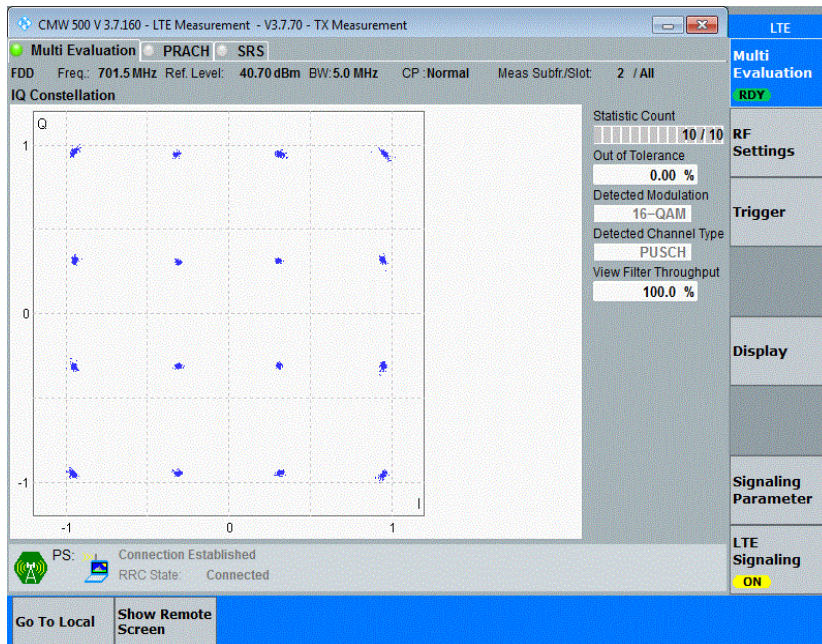 CMW 500 V 3.7.160 - LTE Measurement - V3.7.70 - TX Measurement
LTE
Multi Evaluation PRACH SRS
FDD Freq.: 701.5 MHz Ref. Level: 40.70 dBm BW: 5.0 MHz CP : Normal Meas Subfr./Slot: 2 / All
IQ Constellation
Q
1
0
-1
I
-1 0 1
Statistic Count
10 / 10
Out of Tolerance
0.00 %
Detected Modulation
16-QAM
Detected Channel Type
PUSCH
View Filter Throughput
100.0 %
Multi
Evaluation
RDY
RF
Settings
Trigger
Display
Signaling
Parameter
LTE
Signaling
ON
PS: Connection Established
RRC State: Connected
Go To Local
Show Remote
Screen